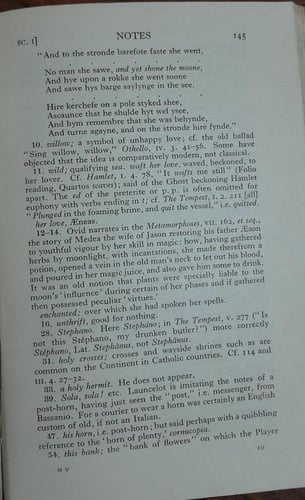 SC. I]
NOTES
145
"And to the stronde barefote faste she went,
. . . . . .
No man she sawe, and yet shone the moone,
And hye upon a rokke she went soone
And sawe hys barge saylynge in the see.
. . . . . .
Hire kerchefe on a pole styked shee,
Ascaunce that he shulde hyt wel ysee,
And hym remembre that she was behynde,
And turne agayne, and on the stronde hire fynde."
10. willow; a symbol of unhappy love; cf. the old ballad
"Sing willow, willow," Othello, IV. 3. 41-56. Some have
objected that the idea is comparatively modern, not classical.
11. wild; qualifying sea. waft her love, waved, beckoned, to
her lover. Cf. Hamlet, I. 4. 78, "It wafts me still" (Folio
reading, Quartos waves); said of the Ghost beckoning Hamlet
apart. The ed of the preterite or p. p. is often omitted for
euphony with verbs ending in t; cf. The Tempest, I. 2. 211 [all]
"Plunged in the foaming brine, and quit the vessel," i.e. quitted.
her love, Æneas.
12-14. Ovid narrates in the Metamorphoses, VII. 162, et seq.,
the story of Medea the wife of Jason restoring his father Æson
to youthful vigour by her skill in magic: how, having gathered
herbs by moonlight, with incantations, she made therefrom a
potion, opened a vein in the old man's neck to let out his blood,
and poured in her magic juice, and also gave him some to drink.
It was an old notion that plants were specially liable to the
moon's 'influence' during certain of her phases and if gathered
then possessed peculiar 'virtues.'
enchanted; over which she had spoken her spells.
16. unthrift, good for nothing.
28. Stephano. Here Stephàno; in The Tempest, V. 277 ("Is
not this Stéphano, my drunken butler?") more correctly
Stéphano, Lat. Stephănus, not Stephānus.
31. holy crosses; crosses and wayside shrines such as are
common on the Continent in Catholic countries. Cf. 114 and
III. 4. 27-32.
33. a holy hermit. He does not appear.
39. Sola, sola! etc. Launcelot is imitating the notes of a
post-horn, having just seen the "post," i.e. messenger, from
Bassanio. For a courier to wear a horn was certainly an English
custom of old, if not an Italian.
47. his horn, i.e. post-horn; but said perhaps with a quibbling
reference to the 'horn of plenty,' cornucopia.
54. this bank; the "bank of flowers" on which the Player
M V
10